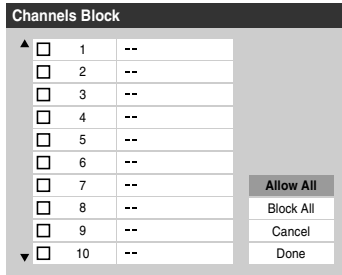 Channels Block
1 --
2 --
3 --
4 --
5 --
6 --
7 -- Allow All
8 -- Block All
9 -- Cancel
10 -- Done